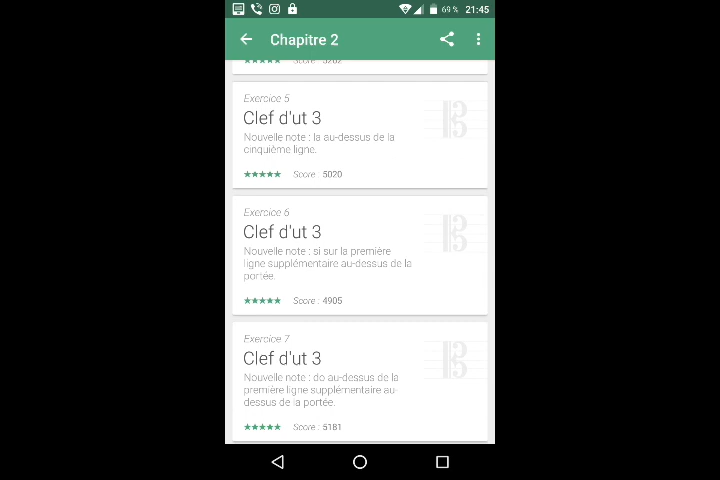 69 % 21:45
Chapitre 2
Score : 5202
Exercice 5
Clef d'ut 3
Nouvelle note : la au-dessus de la
cinquième ligne.
★★★★★ Score : 5020
Exercice 6
Clef d'ut 3
Nouvelle note : si sur la première
ligne supplémentaire au-dessus de la
portée.
★★★★★ Score : 4905
Exercice 7
Clef d'ut 3
Nouvelle note : do au-dessus de la
première ligne supplémentaire au-
dessus de la portée.
★★★★★ Score : 5181